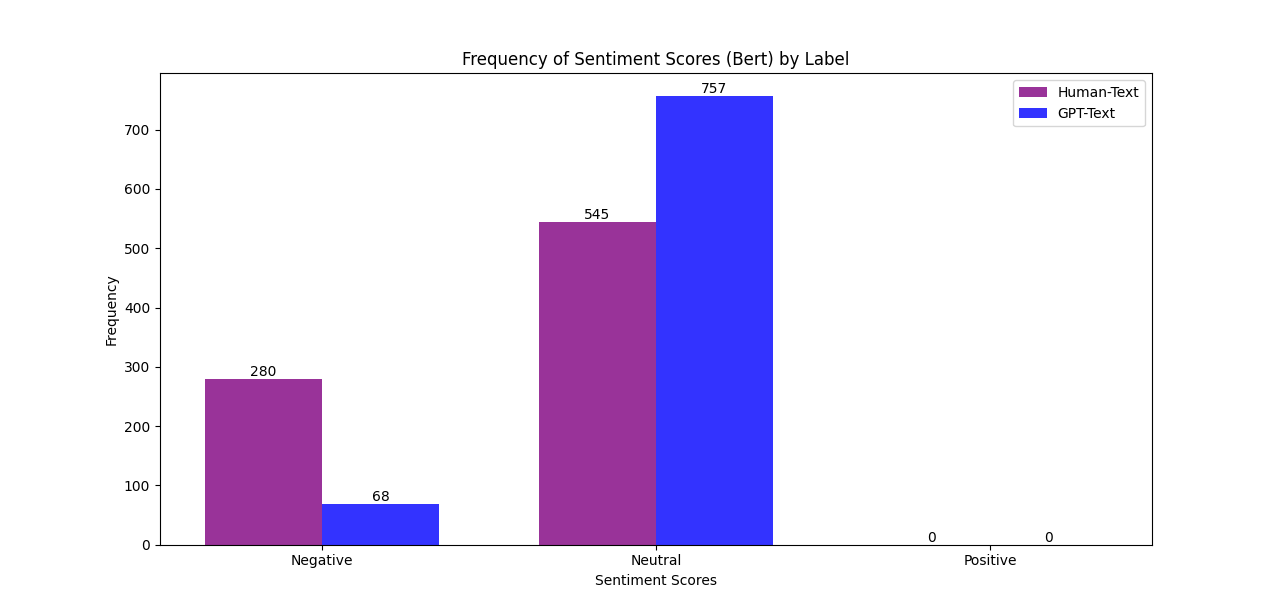 Frequency of Sentiment Scores (Bert) by Label
Human-Text
GPT-Text
Frequency
700
600
500
400
300
200
100
0
280
68
545
757
0
0
Negative
Neutral
Positive
Sentiment Scores